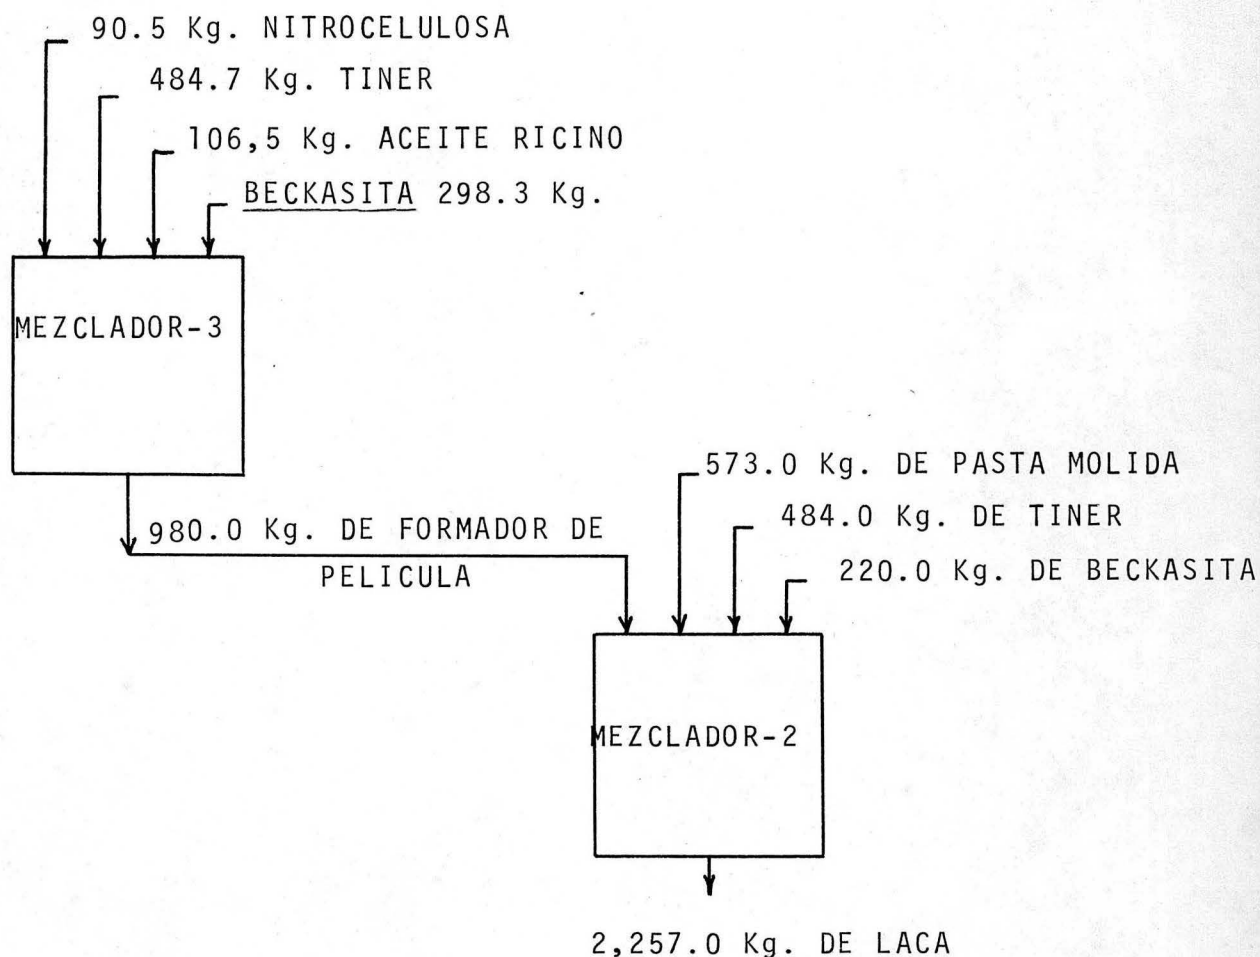 90.5 Kg. NITROCELULOSA
484.7 Kg. TINER
106,5 Kg. ACEITE RICINO
BECKASITA 298.3 Kg.
MEZCLADOR-3
573.0 Kg. DE PASTA MOLIDA
484.0 Kg. DE TINER
980.0 Kg. DE FORMADOR DE
PELICULA
220.0 Kg. DE BECKASITA
MEZCLADOR-2
2,257.0 Kg. DE LACA